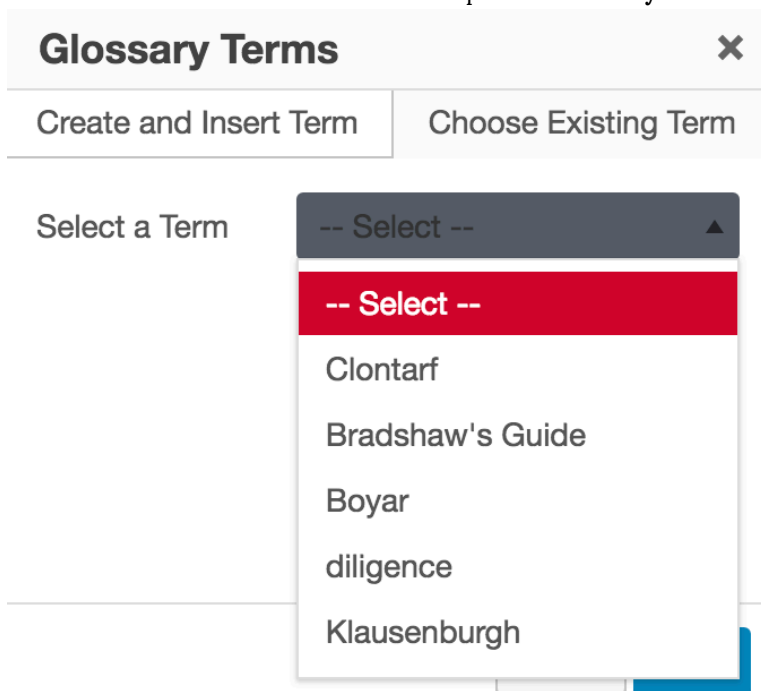 Glossary Terms
Create and Insert Term Choose Existing Term
Select a Term -- Select --
-- Select --
Clontarf
Bradshaw's Guide
Boyar
diligence
Klausenburgh